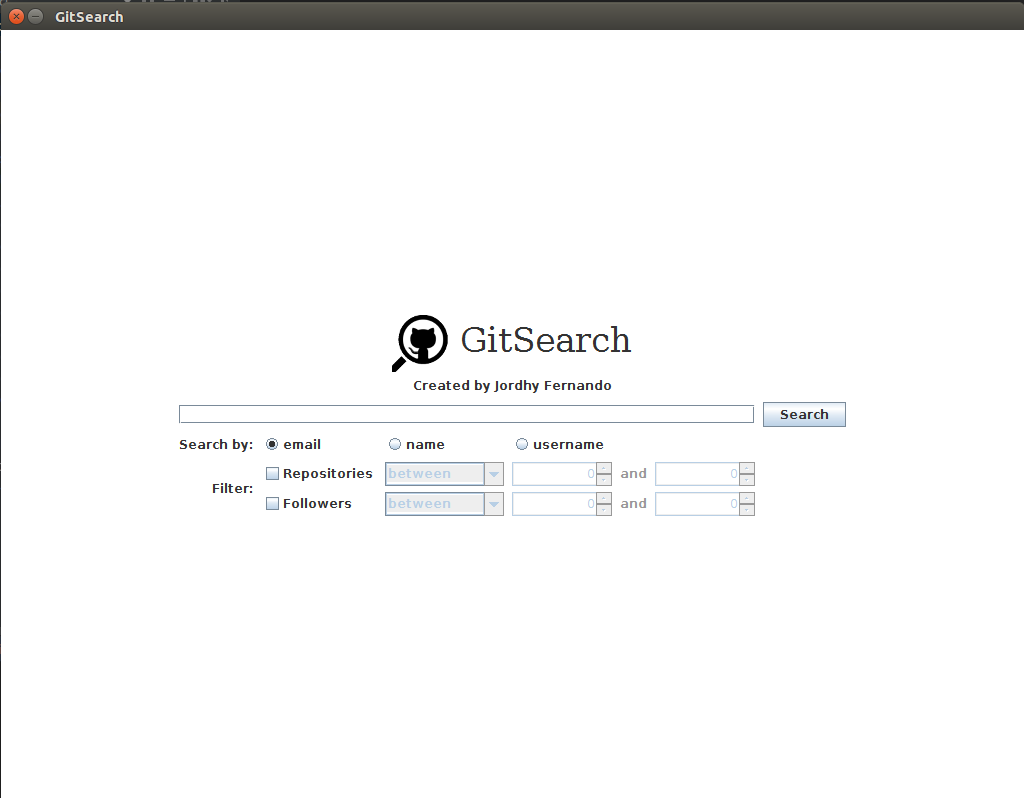 GitSearch
GitSearch
Created by Jordhy Fernando
Search
Search by: email name username
Filter:
Repositories between 0 and 0
Followers between 0 and 0